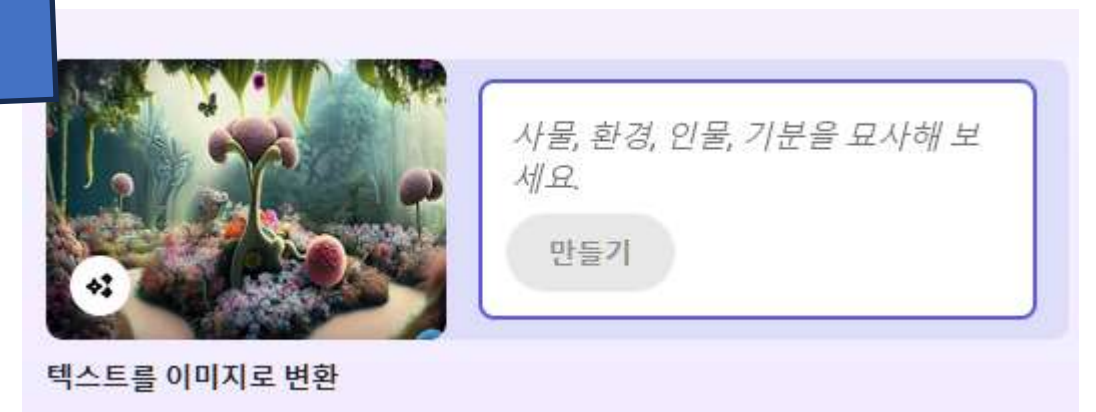 사물, 환경, 인물, 기분을 묘사해 보
세요.
만들기
텍스트를 이미지로 변환